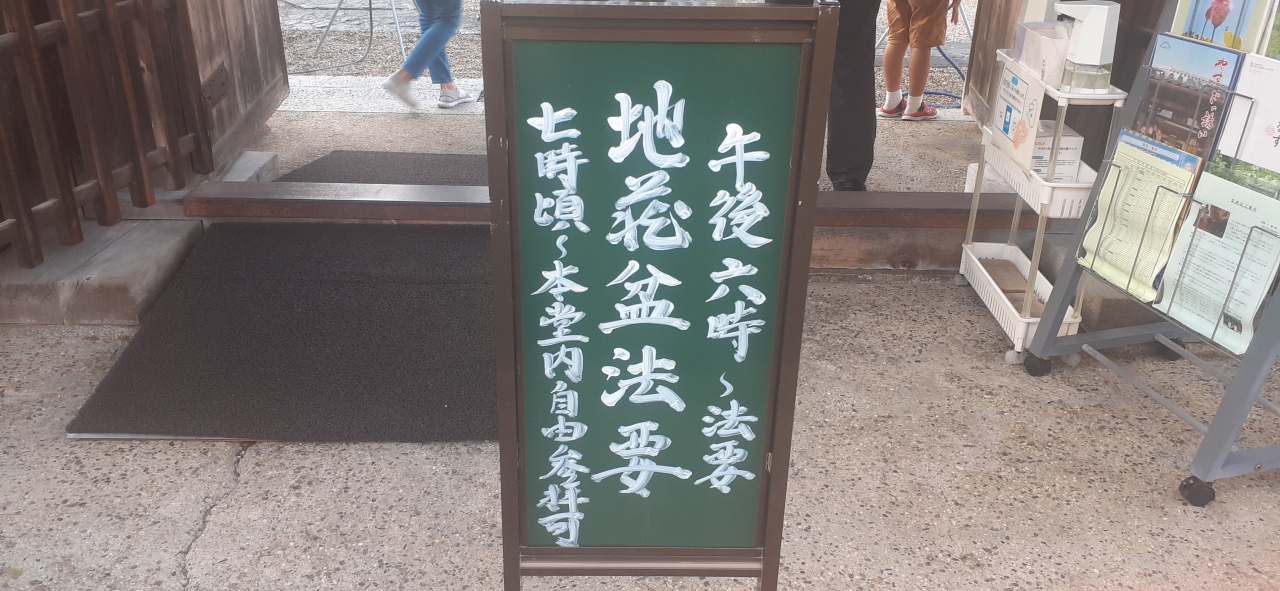 午後六時～法要
地蔵盆法要
七時頃～本堂内自由参拝可